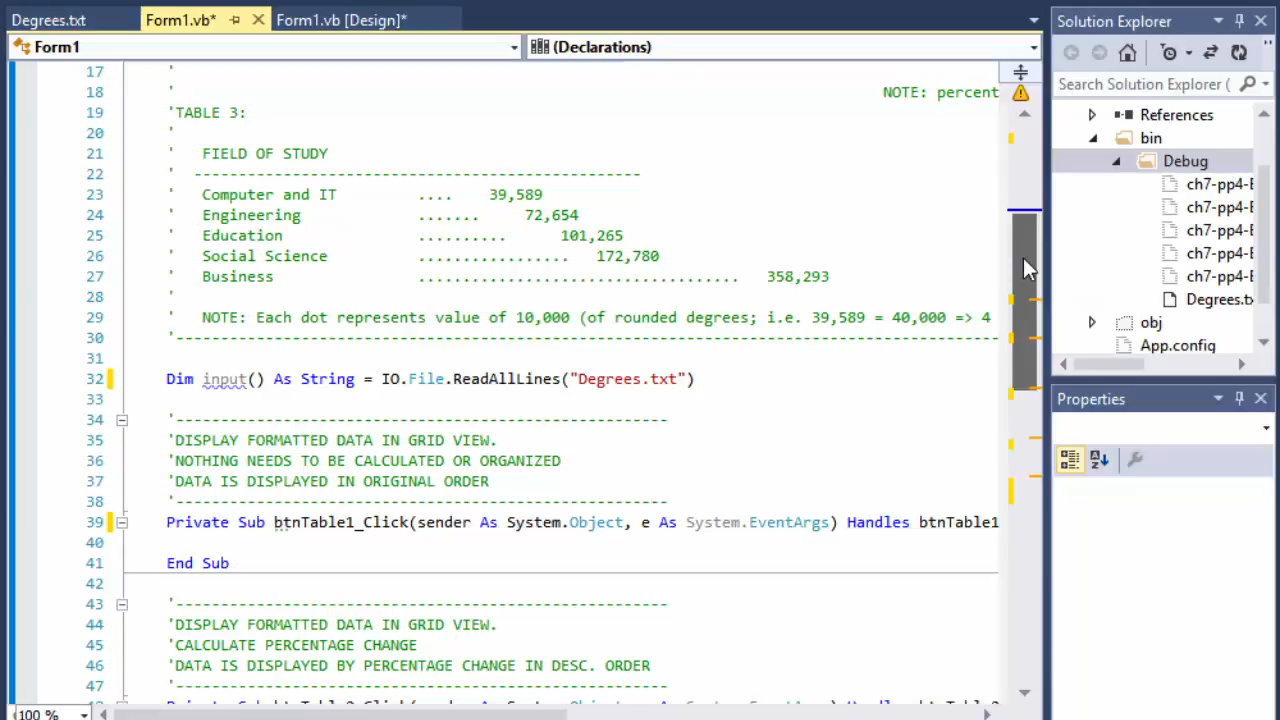 Degrees.txt Form1.vb* Form1.vb [Design]* Solution Explorer
Form1 (Declarations)
Search Solution Explorer (
References
bin
Debug
ch7-pp4-E
ch7-pp4-E
ch7-pp4-E
ch7-pp4-E
ch7-pp4-E
Degrees.tx
obj
App.config
Properties
17 '
18 ' NOTE: percent
19 'TABLE 3:
20 '
21 ' FIELD OF STUDY
22 ' --------------------------------------------------
23 ' Computer and IT .... 39,589
24 ' Engineering ....... 72,654
25 ' Education .......... 101,265
26 ' Social Science ................. 172,780
27 ' Business .................................... 358,293
28 '
29 ' NOTE: Each dot represents value of 10,000 (of rounded degrees; i.e. 39,589 = 40,000 => 4
30 '--------------------------------------------------------------------------------------------
31
32 Dim input() As String = IO.File.ReadAllLines("Degrees.txt")
33
34 '-------------------------------------------------------
35 'DISPLAY FORMATTED DATA IN GRID VIEW.
36 'NOTHING NEEDS TO BE CALCULATED OR ORGANIZED
37 'DATA IS DISPLAYED IN ORIGINAL ORDER
38 '-------------------------------------------------------
39 Private Sub btnTable1_Click(sender As System.Object, e As System.EventArgs) Handles btnTable1
40
41 End Sub
42
43 '-------------------------------------------------------
44 'DISPLAY FORMATTED DATA IN GRID VIEW.
45 'CALCULATE PERCENTAGE CHANGE
46 'DATA IS DISPLAYED BY PERCENTAGE CHANGE IN DESC. ORDER
47 '-------------------------------------------------------
100 %